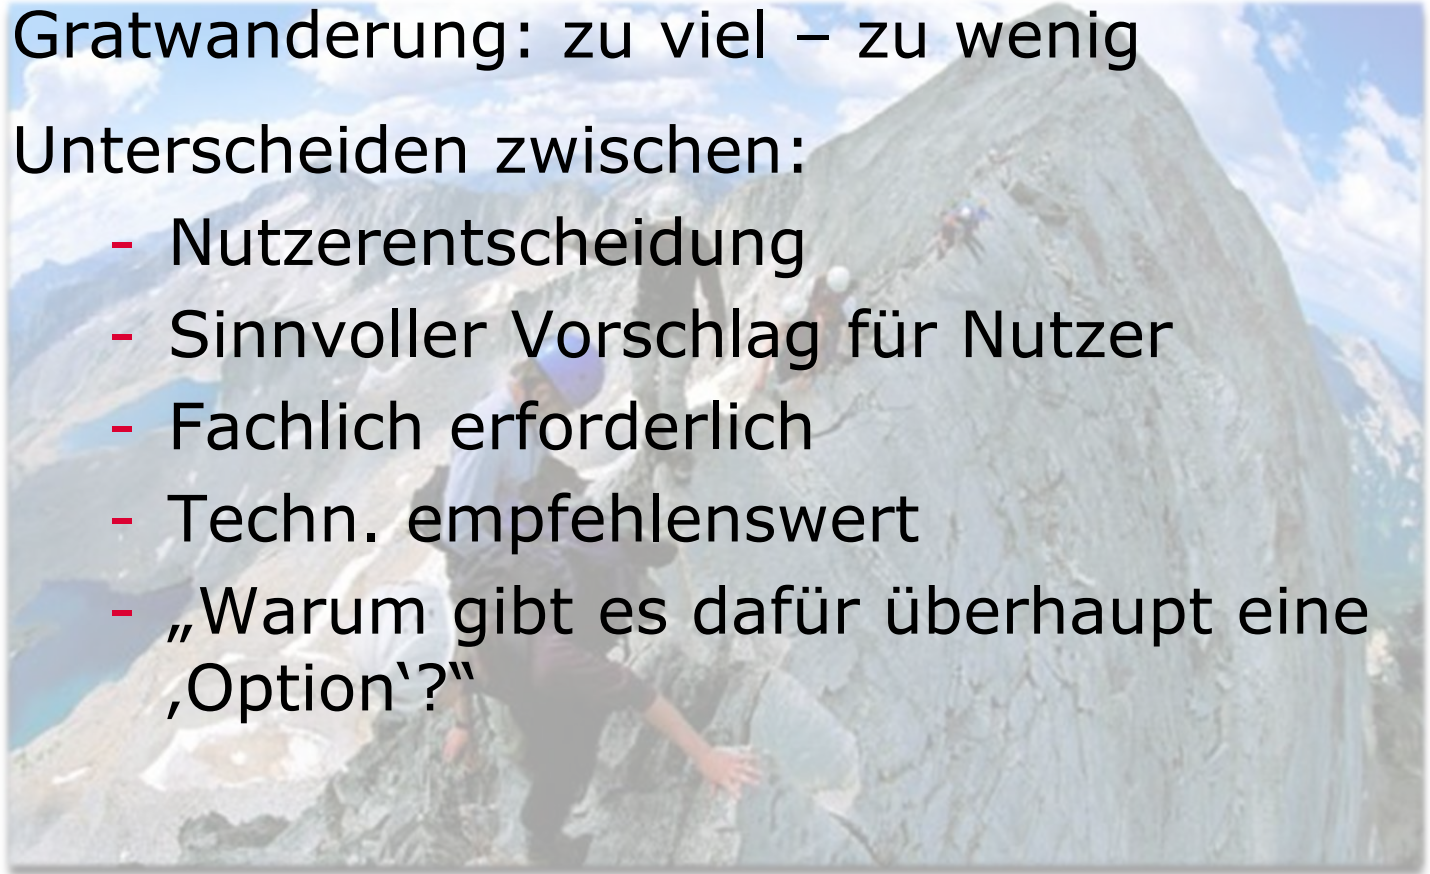 Gratwanderung: zu viel – zu wenig
Unterscheiden zwischen:
- Nutzerentscheidung
- Sinnvoller Vorschlag für Nutzer
- Fachlich erforderlich
- Techn. empfehlenswert
- „Warum gibt es dafür überhaupt eine
‚Option‘?“